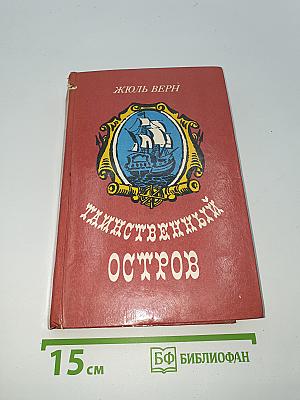 ЖЮЛЬ ВЕРН
ТАИНСТВЕННЫЙ
ОСТРОВ
15 см
БФ БИБЛИОФАН